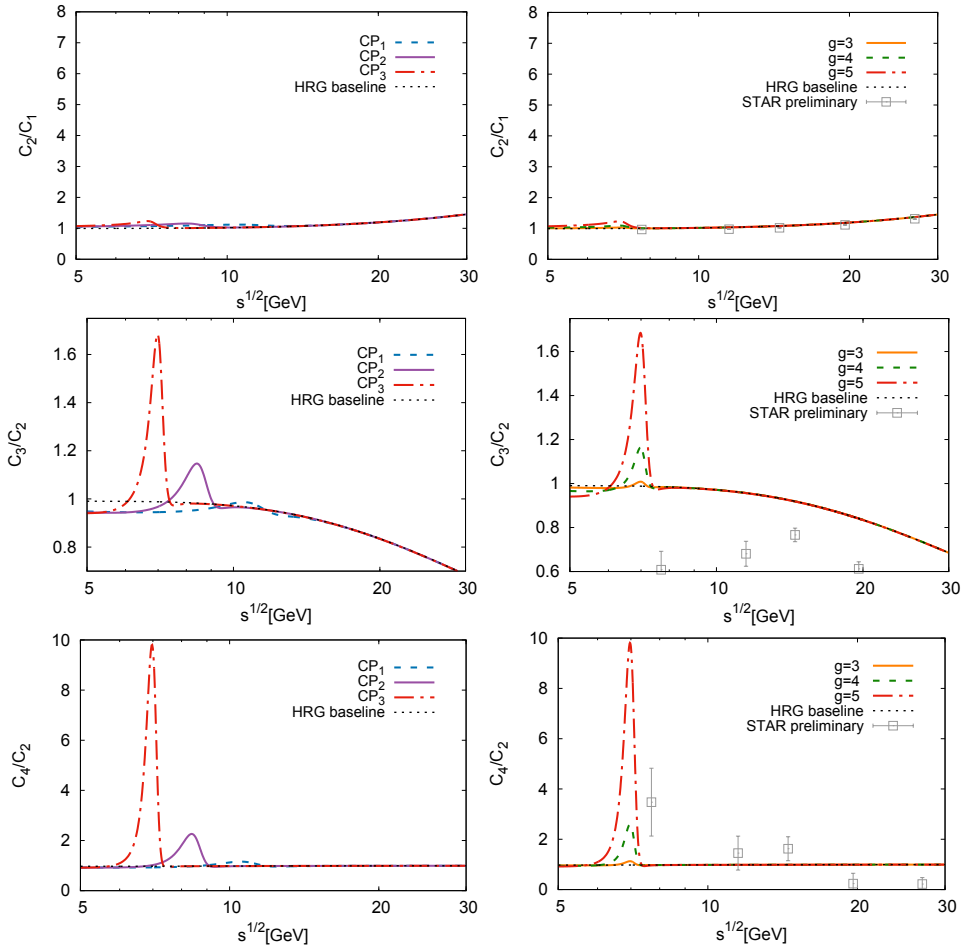 8
7
6
5
4
3
2
1
0
C2/C1
CP1
CP2
CP3
HRG baseline
5 10 20 30
s1/2[GeV]
8
7
6
5
4
3
2
1
0
C2/C1
g=3
g=4
g=5
HRG baseline
STAR preliminary
5 10 20 30
s1/2[GeV]
1.6
1.4
1.2
1
0.8
C3/C2
CP1
CP2
CP3
HRG baseline
5 10 20 30
s1/2[GeV]
1.6
1.4
1.2
1
0.8
0.6
C3/C2
g=3
g=4
g=5
HRG baseline
STAR preliminary
5 10 20 30
s1/2[GeV]
10
8
6
4
2
0
C4/C2
CP1
CP2
CP3
HRG baseline
5 10 20 30
s1/2[GeV]
10
8
6
4
2
0
C4/C2
g=3
g=4
g=5
HRG baseline
STAR preliminary
5 10 20 30
s1/2[GeV]